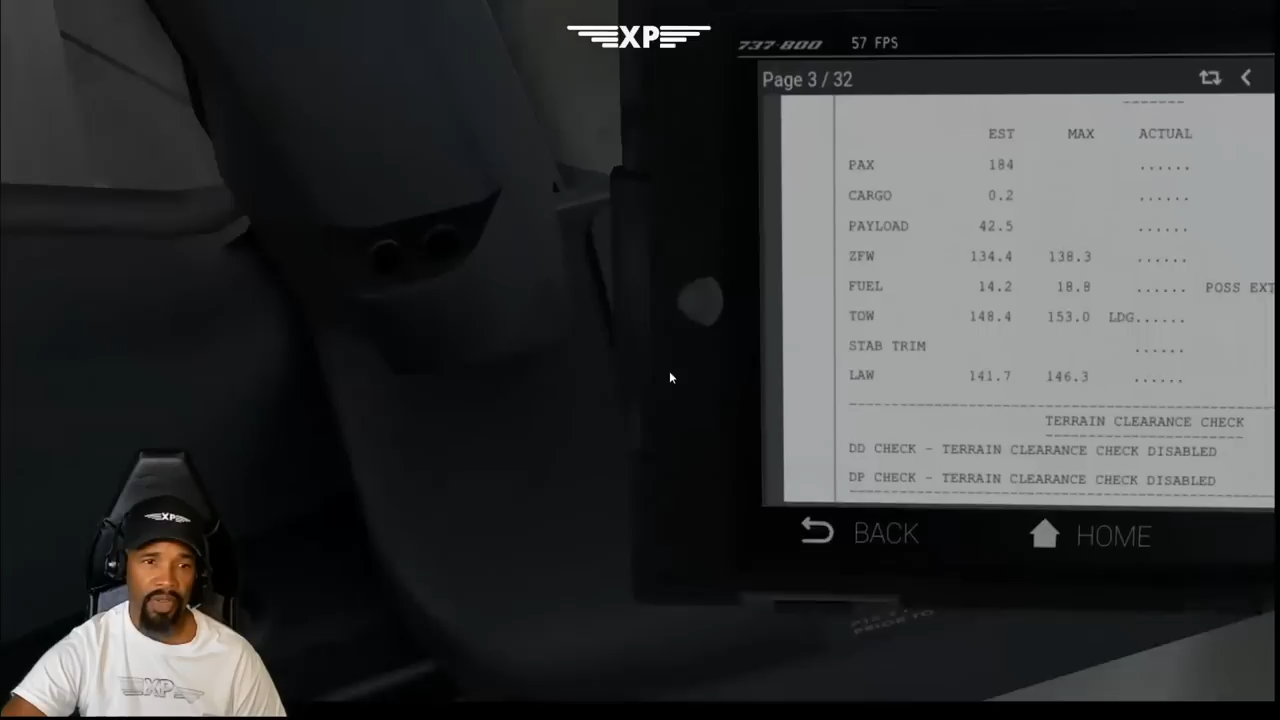 XP
737-800 57 FPS
Page 3 / 32
EST MAX ACTUAL
PAX 184 ......
CARGO 0.2 ......
PAYLOAD 42.5 ......
ZFW 134.4 138.3 ......
FUEL 14.2 18.8 ...... POSS EXT
TOW 148.4 153.0 LDG......
STAB TRIM ......
LAW 141.7 146.3 ......
TERRAIN CLEARANCE CHECK
DD CHECK - TERRAIN CLEARANCE CHECK DISABLED
DP CHECK - TERRAIN CLEARANCE CHECK DISABLED
BACK HOME
PRIOR TO
XP
XP